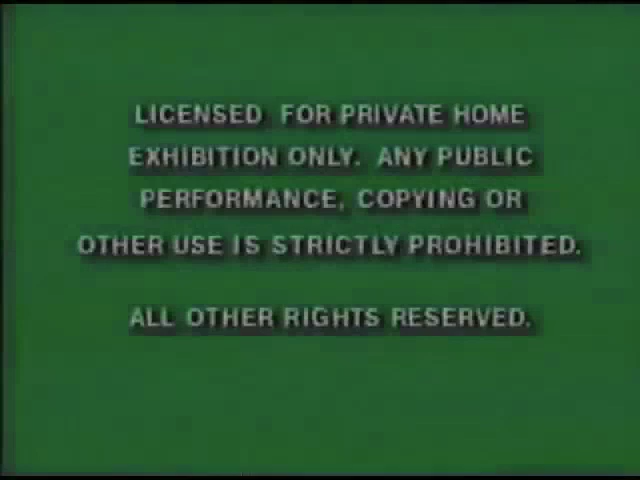 LICENSED FOR PRIVATE HOME
EXHIBITION ONLY. ANY PUBLIC
PERFORMANCE, COPYING OR
OTHER USE IS STRICTLY PROHIBITED.
ALL OTHER RIGHTS RESERVED.